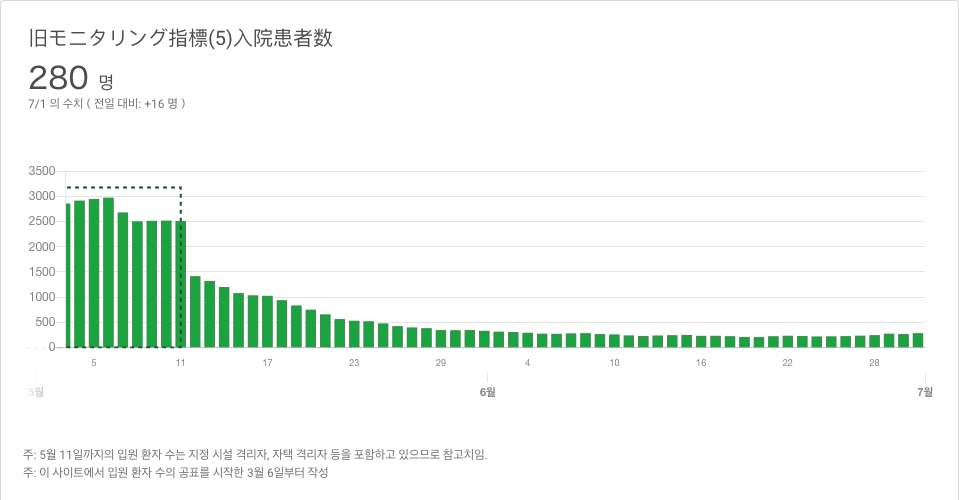 旧モニタリング指標(5)入院患者数
280 명
7/1 의 수치 ( 전일 대비: +16 명 )
3500
3000
2500
2000
1500
1000
500
0
5 11 17 23 29 4 10 16 22 28
5월 6월 7월
주: 5월 11일까지의 입원 환자 수는 지정 시설 격리자, 자택 격리자 등을 포함하고 있으므로 참고치임.
주: 이 사이트에서 입원 환자 수의 공표를 시작한 3월 6일부터 작성